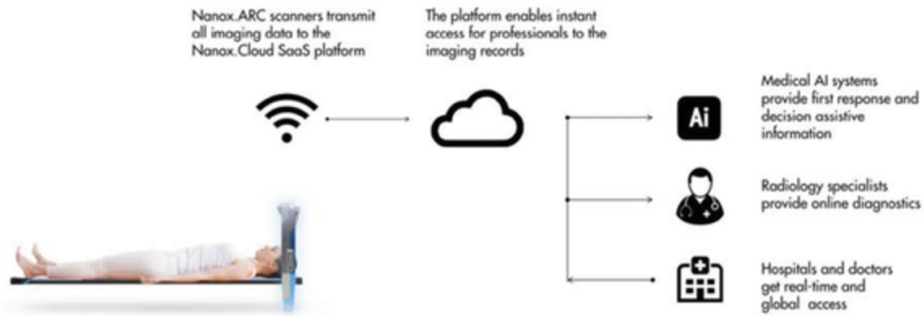 Nanox.ARC scanners transmit
all imaging data to the
Nanox.Cloud SaaS platform
The platform enables instant
access for professionals to the
imaging records
Ai
Medical AI systems
provide first response and
decision assistive
information
Radiology specialists
provide online diagnostics
Hospitals and doctors
get real-time and
global access